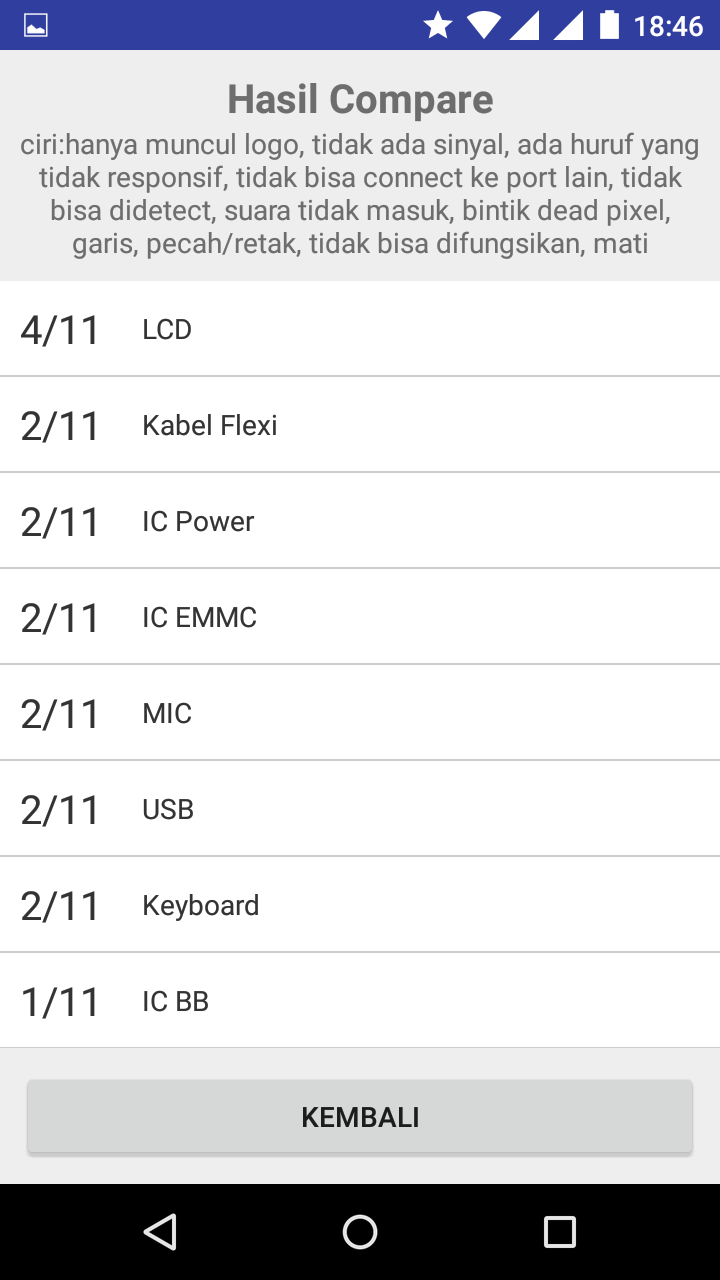 18:46
Hasil Compare
ciri:hanya muncul logo, tidak ada sinyal, ada huruf yang
tidak responsif, tidak bisa connect ke port lain, tidak
bisa didetect, suara tidak masuk, bintik dead pixel,
garis, pecah/retak, tidak bisa difungsikan, mati
4/11 LCD
2/11 Kabel Flexi
2/11 IC Power
2/11 IC EMMC
2/11 MIC
2/11 USB
2/11 Keyboard
1/11 IC BB
KEMBALI